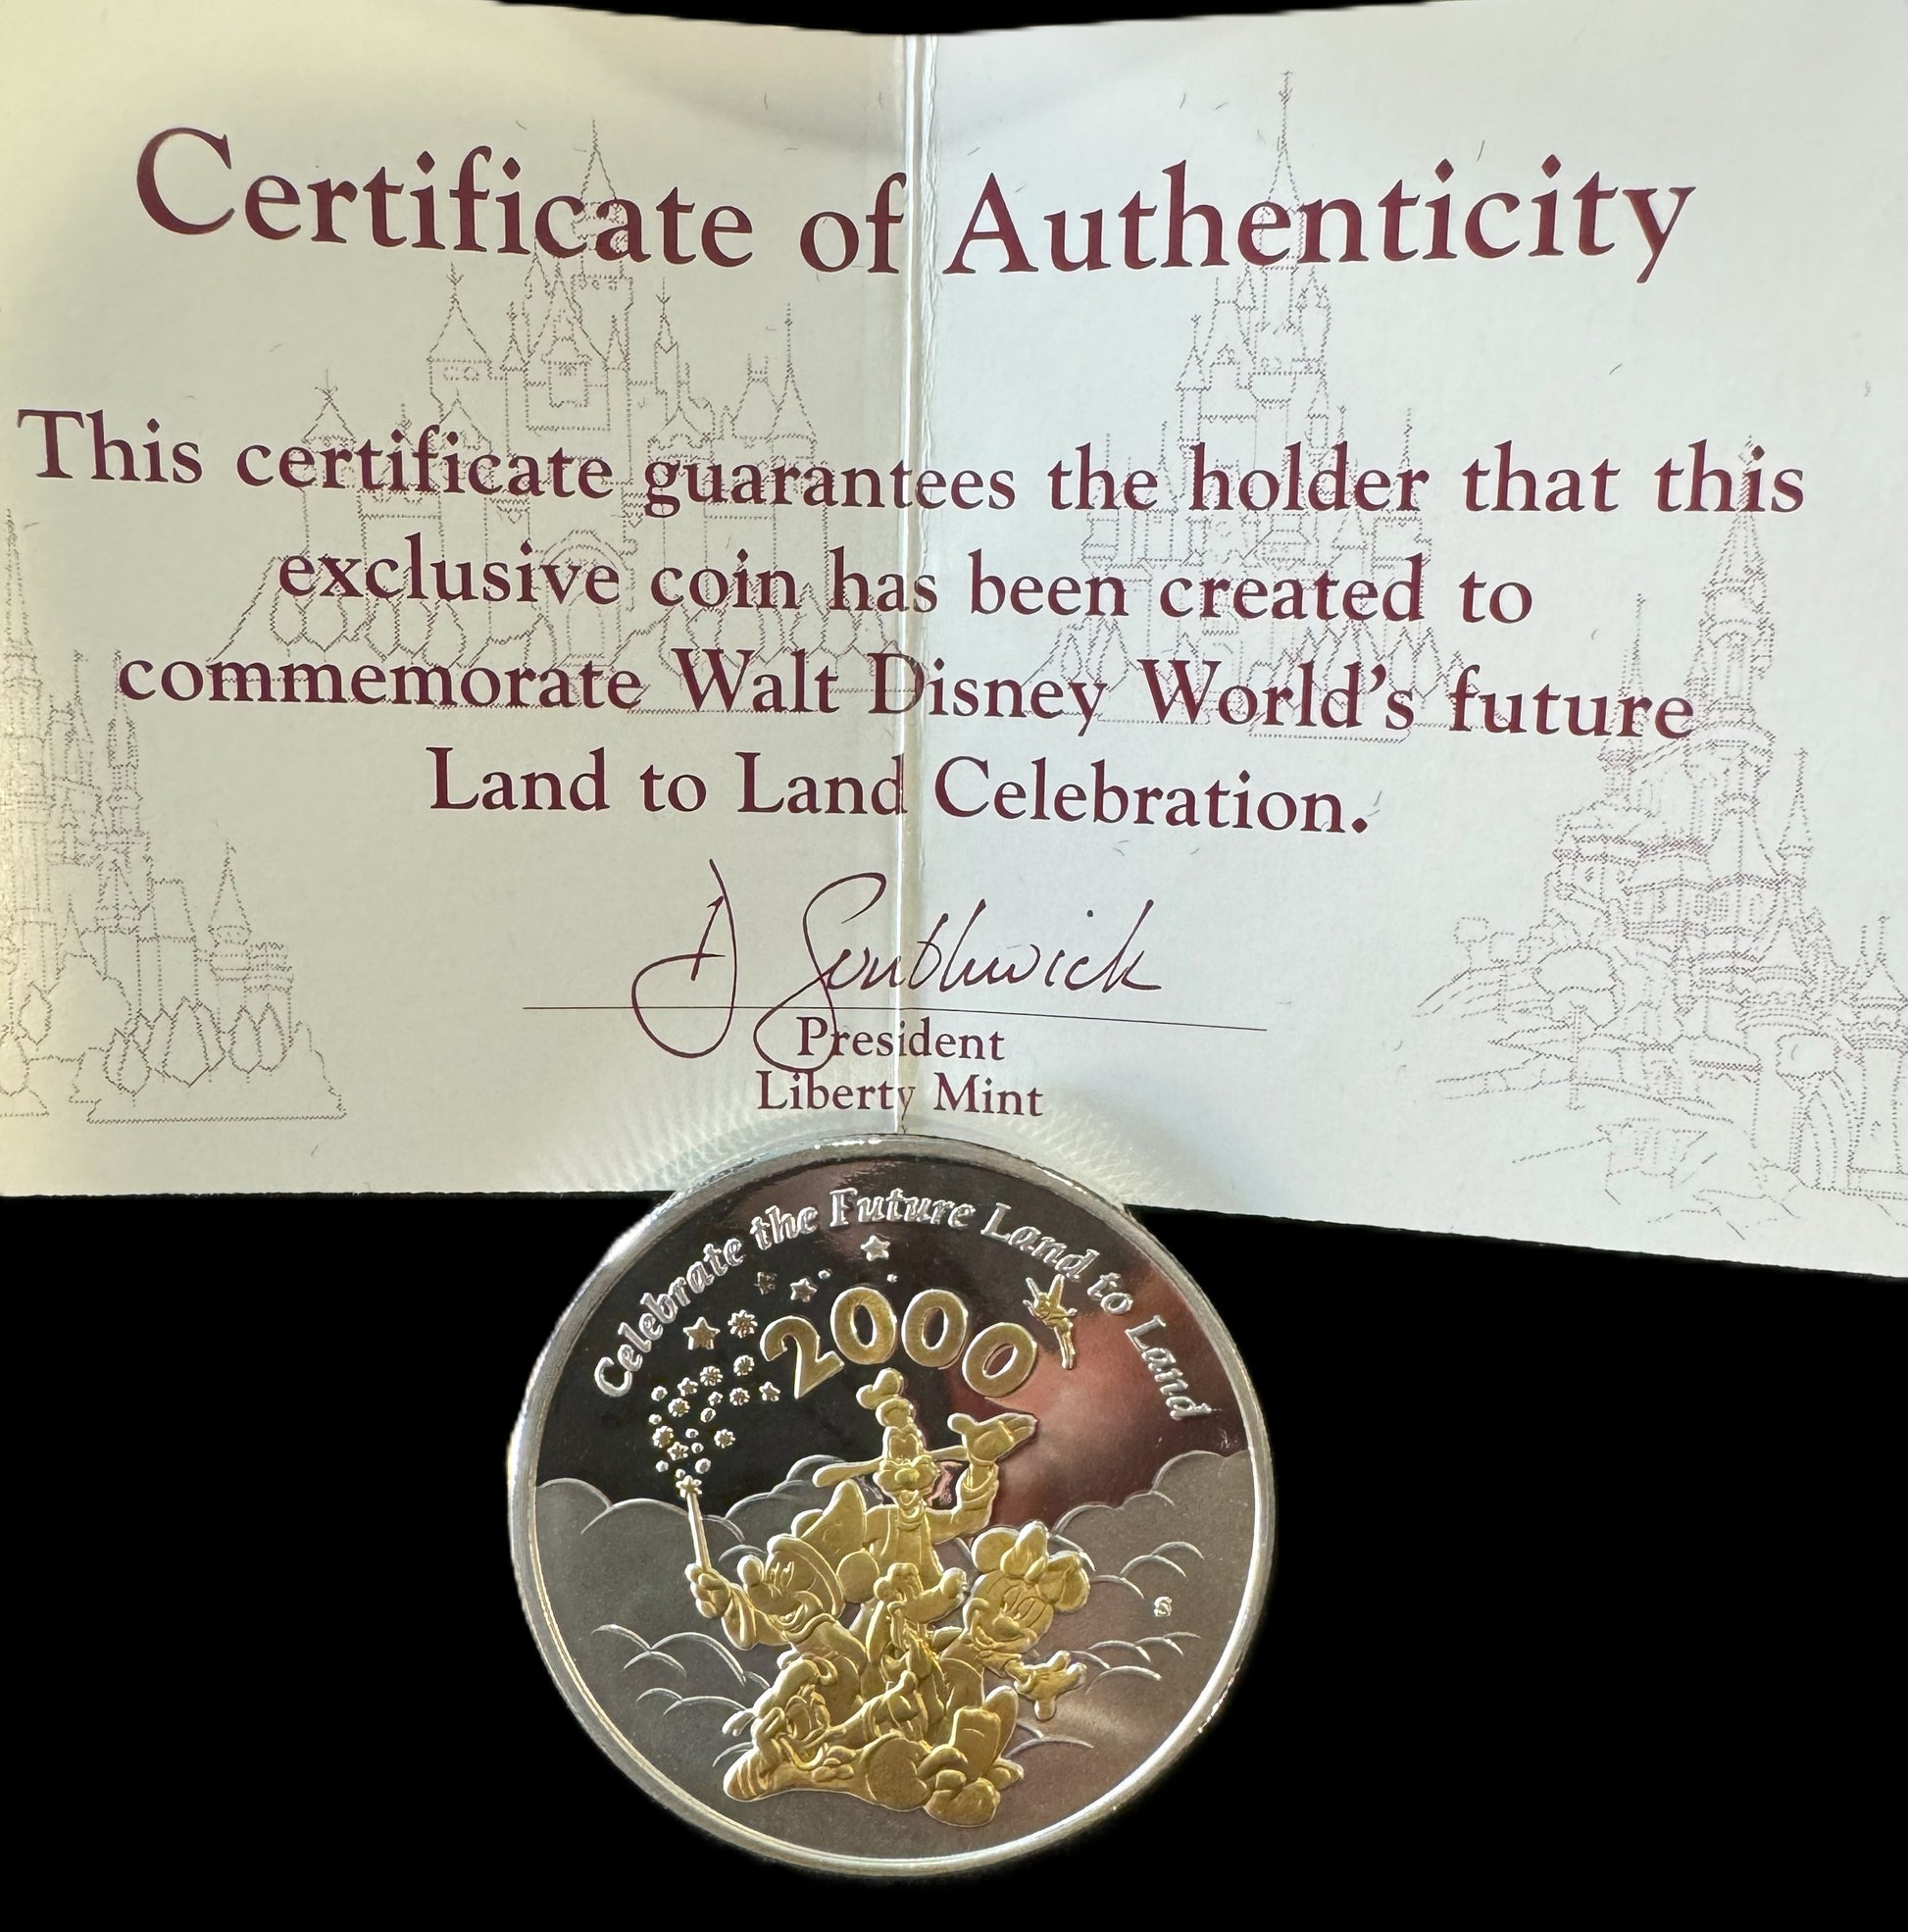 Certificate of Authenticity
This certificate guarantees the holder that this
exclusive coin has been created to
commemorate Walt Disney World's future
Land to Land Celebration.
D Southwick
President
Liberty Mint
Celebrate the Future Land to Land
2000
S